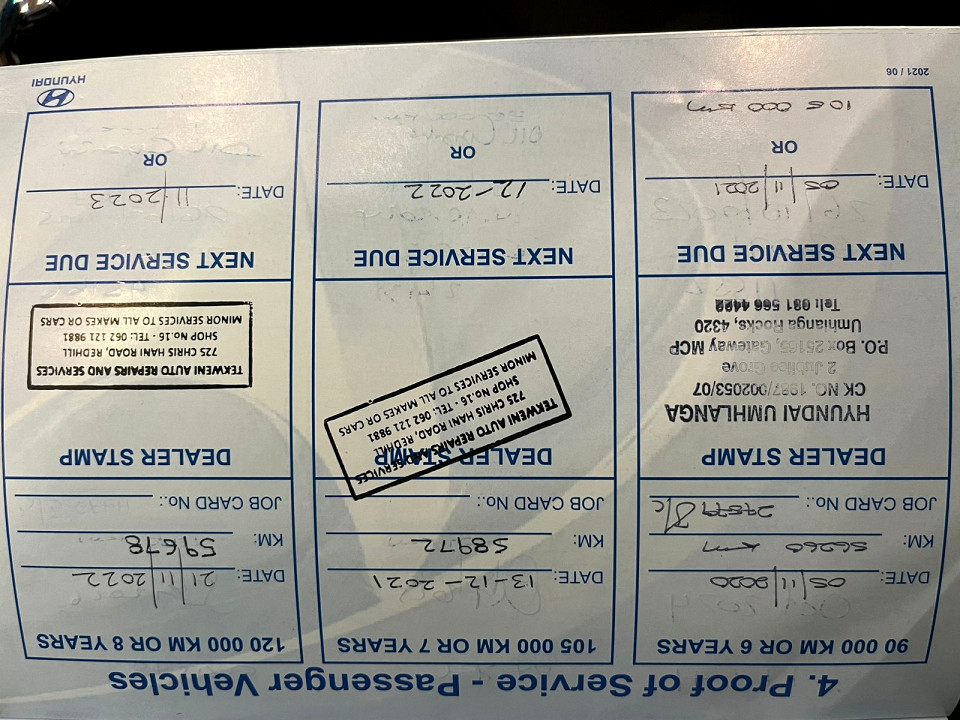 4. Proof of Service - Passenger Vehicles
90 000 KM OR 6 YEARS
DATE: 05/11/2020
KM: 56260 km
JOB CARD No.:
DEALER STAMP
HYUNDAI UMHLANGA
CK NO. 1987/002053/07
2 Jubilee Grove
P.O. Box 25165, Gateway MCP
Umhlanga Rocks, 4320
Tel: 031 566 4422
NEXT SERVICE DUE
DATE: 05/11/2021
OR
105 000 km
105 000 KM OR 7 YEARS
DATE: 13-12-2021
KM: 58972
JOB CARD No.:
DEALER STAMP
TEKWENI AUTO REPAIRS AND SERVICES
725 CHRIS HANI ROAD, REDHILL
SHOP No.16 - TEL: 062 121 9881
MINOR SERVICES TO ALL MAKES OR CARS
NEXT SERVICE DUE
DATE: 12-2022
OR
120 000 KM OR 8 YEARS
DATE: 21/11/2022
KM: 59678
JOB CARD No.:
DEALER STAMP
TEKWENI AUTO REPAIRS AND SERVICES
725 CHRIS HANI ROAD, REDHILL
SHOP No.16 - TEL: 062 121 9881
MINOR SERVICES TO ALL MAKES OR CARS
NEXT SERVICE DUE
DATE: 11/2023
OR
2021 / 06
HYUNDAI